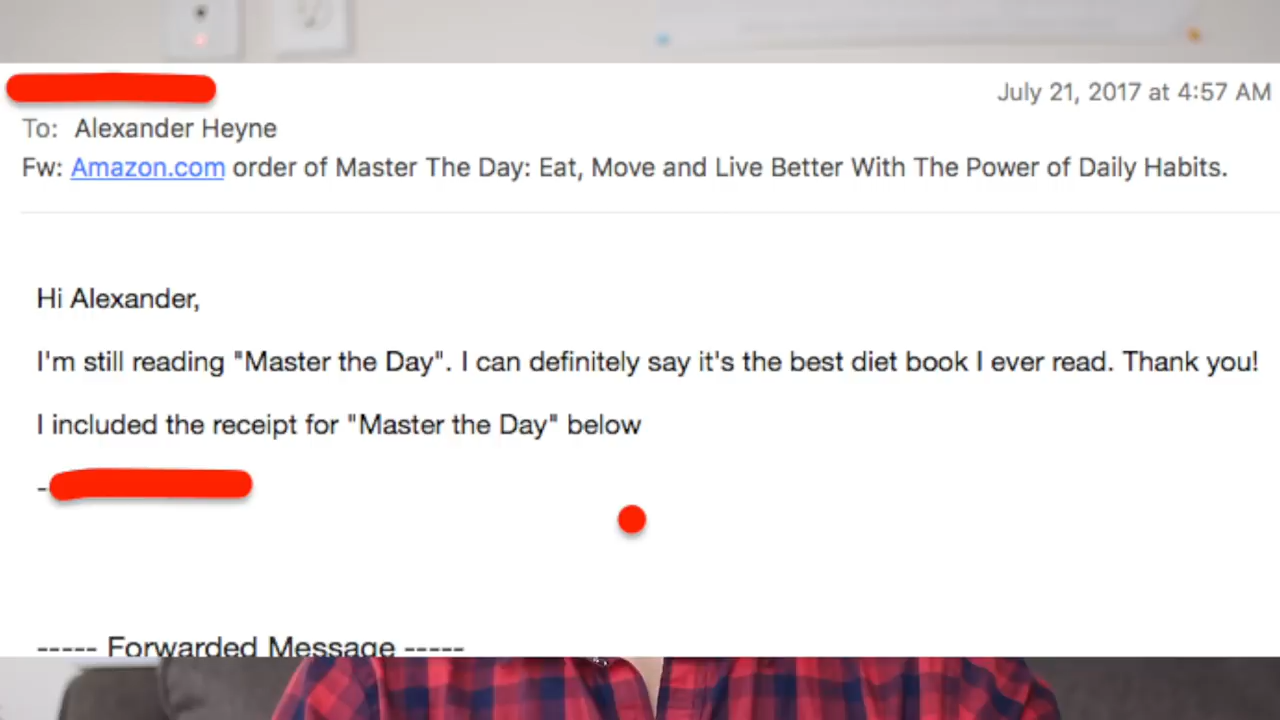 July 21, 2017 at 4:57 AM
To: Alexander Heyne
Fw: Amazon.com order of Master The Day: Eat, Move and Live Better With The Power of Daily Habits.
Hi Alexander,
I'm still reading "Master the Day". I can definitely say it's the best diet book I ever read. Thank you!
I included the receipt for "Master the Day" below
-
----- Forwarded Message -----